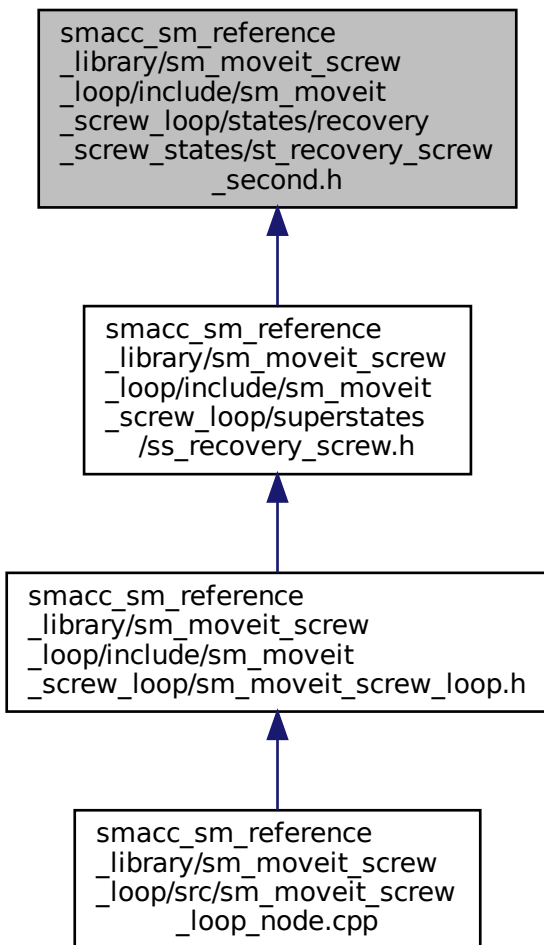 smacc_sm_reference
_library/sm_moveit_screw
_loop/include/sm_moveit
_screw_loop/states/recovery
_screw_states/st_recovery_screw
_second.h
smacc_sm_reference
_library/sm_moveit_screw
_loop/include/sm_moveit
_screw_loop/superstates
/ss_recovery_screw.h
smacc_sm_reference
_library/sm_moveit_screw
_loop/include/sm_moveit
_screw_loop/sm_moveit_screw_loop.h
smacc_sm_reference
_library/sm_moveit_screw
_loop/src/sm_moveit_screw
_loop_node.cpp